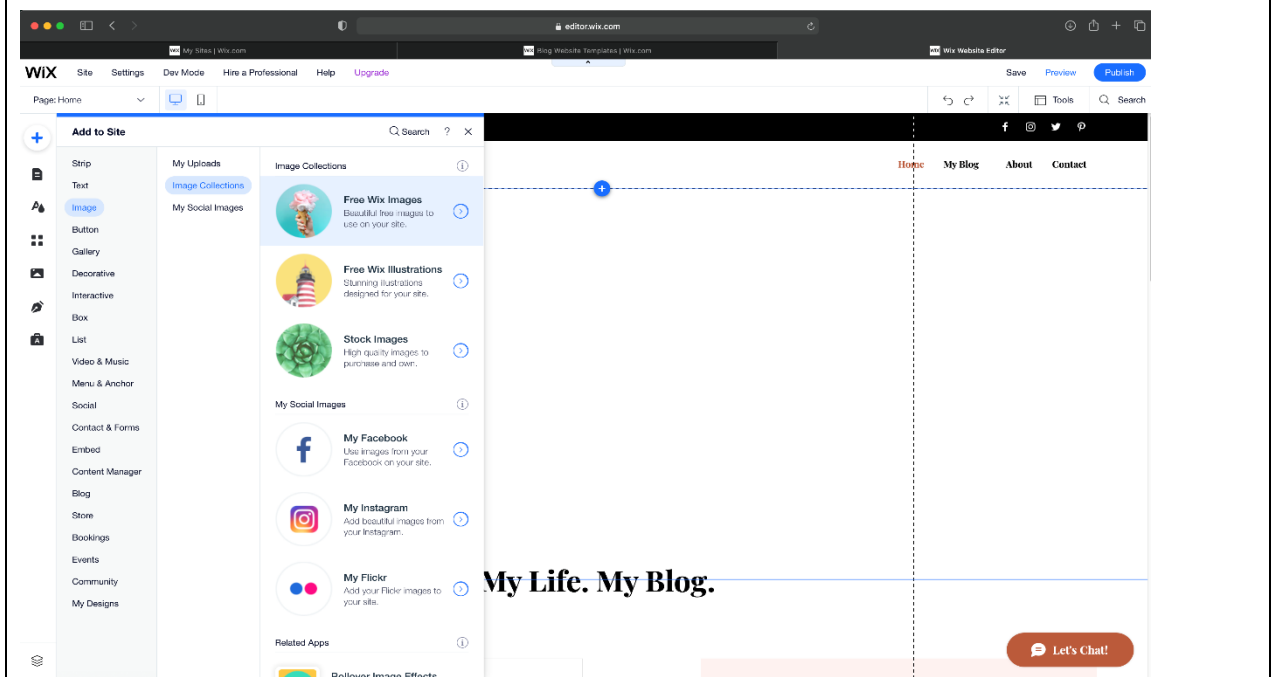 editor.wix.com
WiX My Sites | Wix.com
WiX Blog Website Templates | Wix.com
WiX Wix Website Editor
WiX Site Settings Dev Mode Hire a Professional Help Upgrade Save Preview Publish
Page: Home Tools Search
Add to Site Search ? ×
Strip
Text
Image
Button
Gallery
Decorative
Interactive
Box
List
Video & Music
Menu & Anchor
Social
Contact & Forms
Embed
Content Manager
Blog
Store
Bookings
Events
Community
My Designs
My Uploads
Image Collections
My Social Images
Image Collections
Free Wix Images
Beautiful free images to
use on your site.
Free Wix Illustrations
Stunning illustrations
designed for your site.
Stock Images
High quality images to
purchase and own.
My Social Images
My Facebook
Use images from your
Facebook on your site.
My Instagram
Add beautiful images from
your Instagram.
My Flickr
Add your Flickr images to
your site.
Related Apps
Rollover Image Effects
Home My Blog About Contact
My Life. My Blog.
Let's Chat!